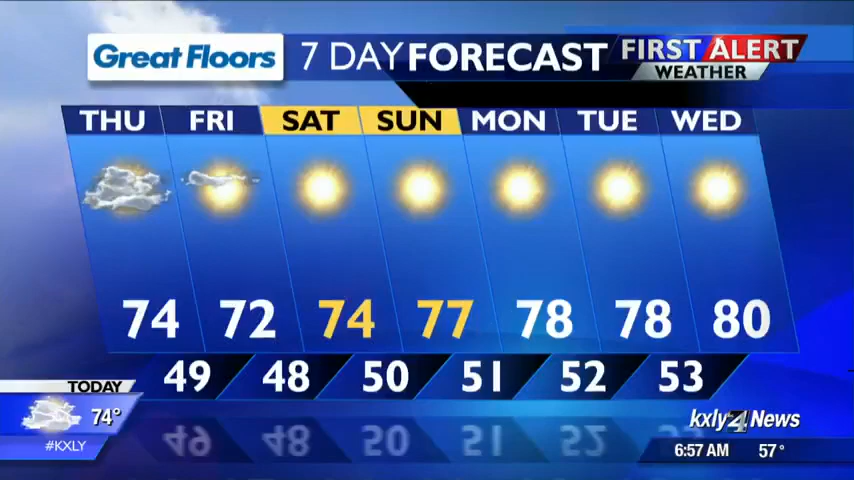 Great Floors 7 DAY FORECAST FIRST ALERT
WEATHER
THU FRI SAT SUN MON TUE WED
74 72 74 77 78 78 80
49 48 50 51 52 53
TODAY
74°
#KXLY
kxly4 News
6:57 AM 57°